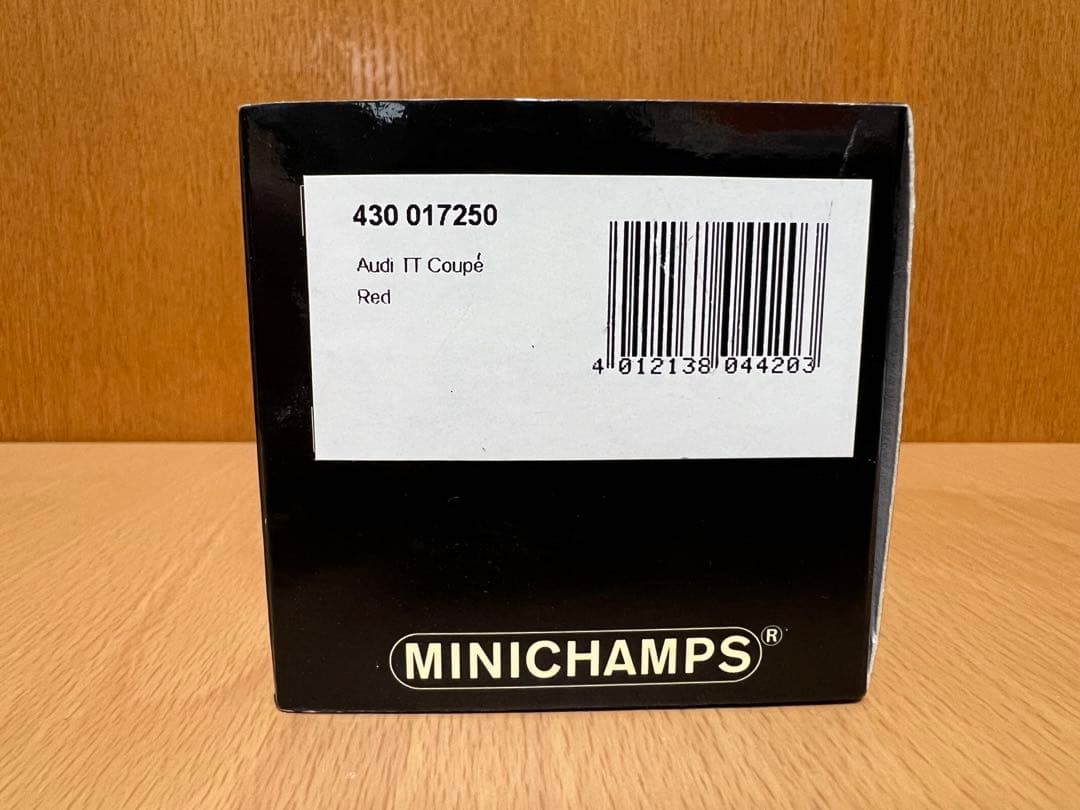 430 017250
Audi TT Coupé
Red
4 012138 044203
MINICHAMPS®